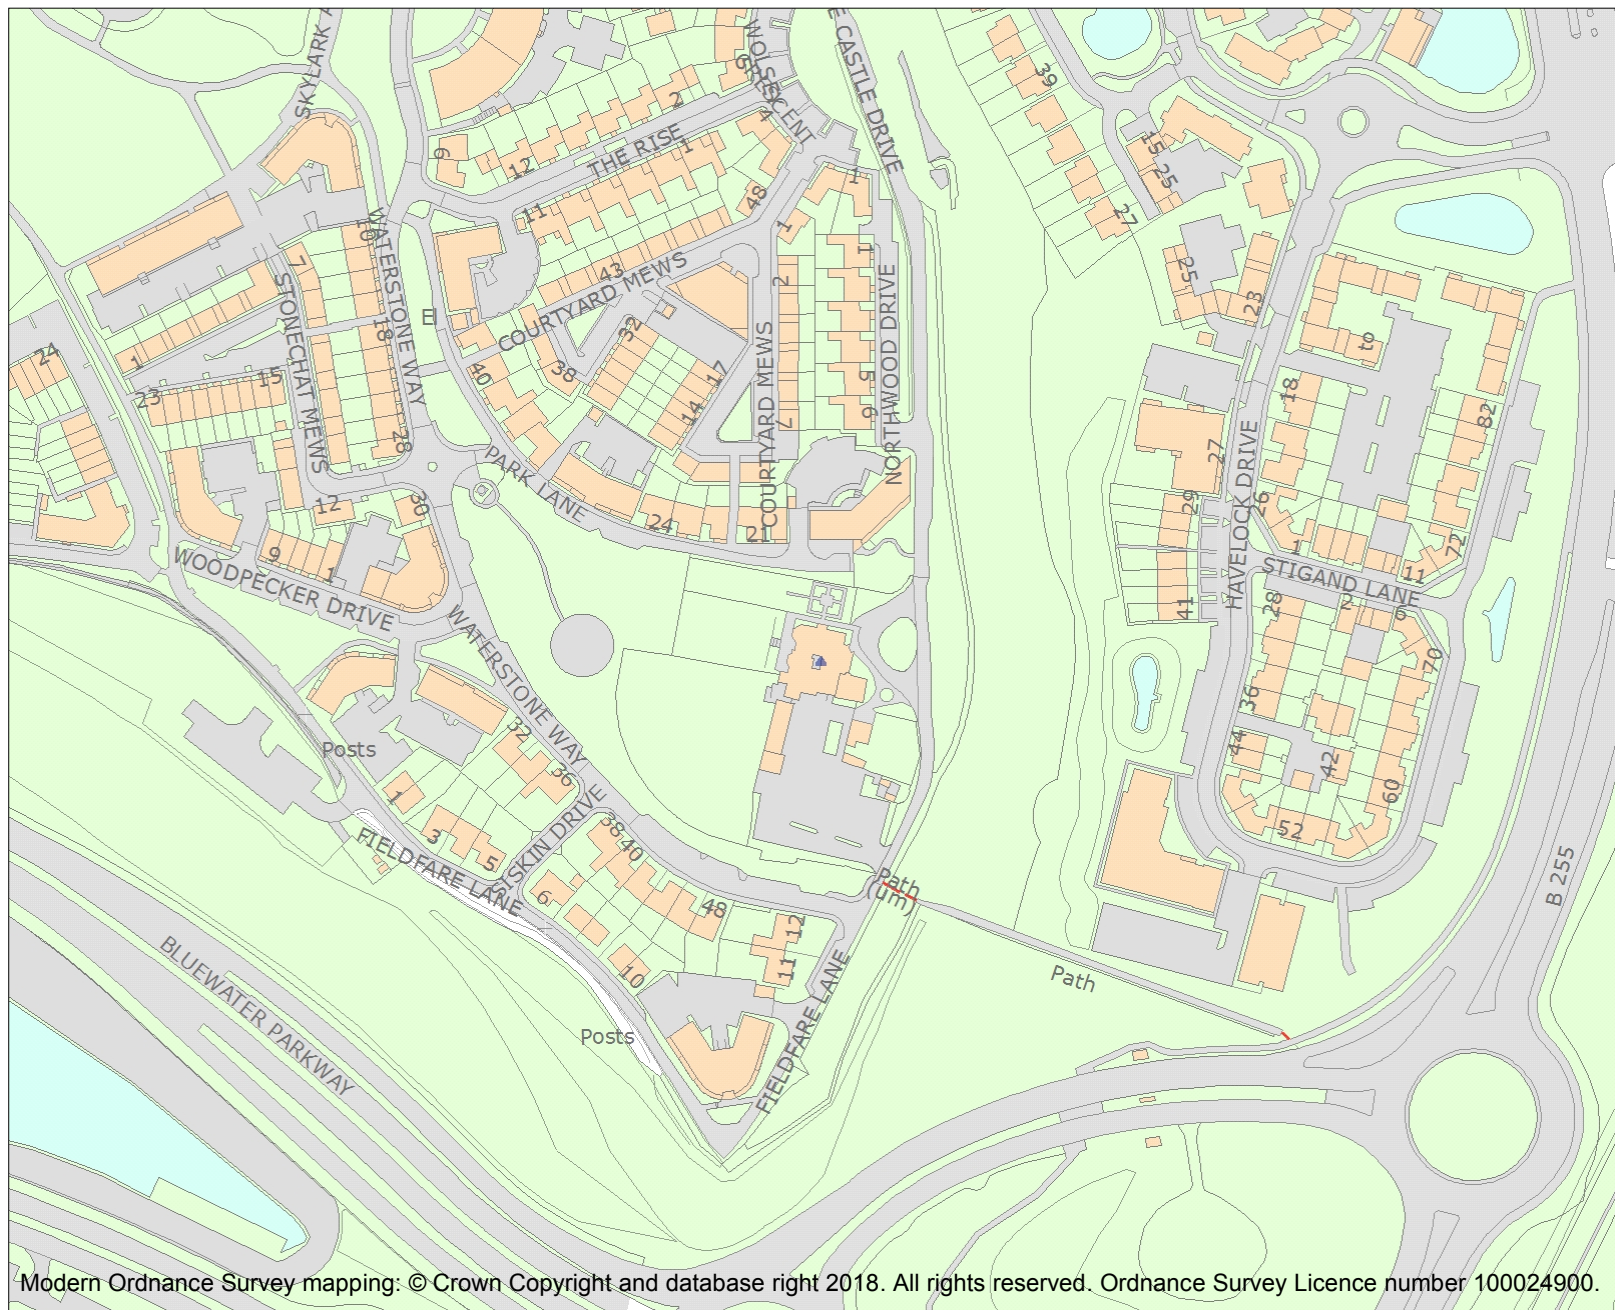 SKYLARK
WOLSEY
CRESCENT
E CASTLE DRIVE
39
2
4
THE RISE
1
9
12
15
25
27
48
1
11
1
1
16
WATERSTONE WAY
7
STONECHAT MEWS
43
COURTYARD MEWS
2
NORTHWOOD DRIVE
25
23
El
18
32
to
24
1
15
23
40
38
17
14
COURTYARD MEWS
5
6
7
18
82
28
PARK LANE
27
HAVELOCK DRIVE
12
30
24
21
29
26
72
WOODPECKER DRIVE
9
1
1
STIGAND LANE
11
41
28
2
6
WATERSTONE WAY
70
36
Posts
32
36
44
42
60
1
3
5
SISKIN DRIVE
38
40
52
FIELDFARE LANE
6
48
12
11
10
Path
(um)
B 255
BLUEWATER PARKWAY
Path
Posts
FIELDFARE LANE
Modern Ordnance Survey mapping: © Crown Copyright and database right 2018. All rights reserved. Ordnance Survey Licence number 100024900.